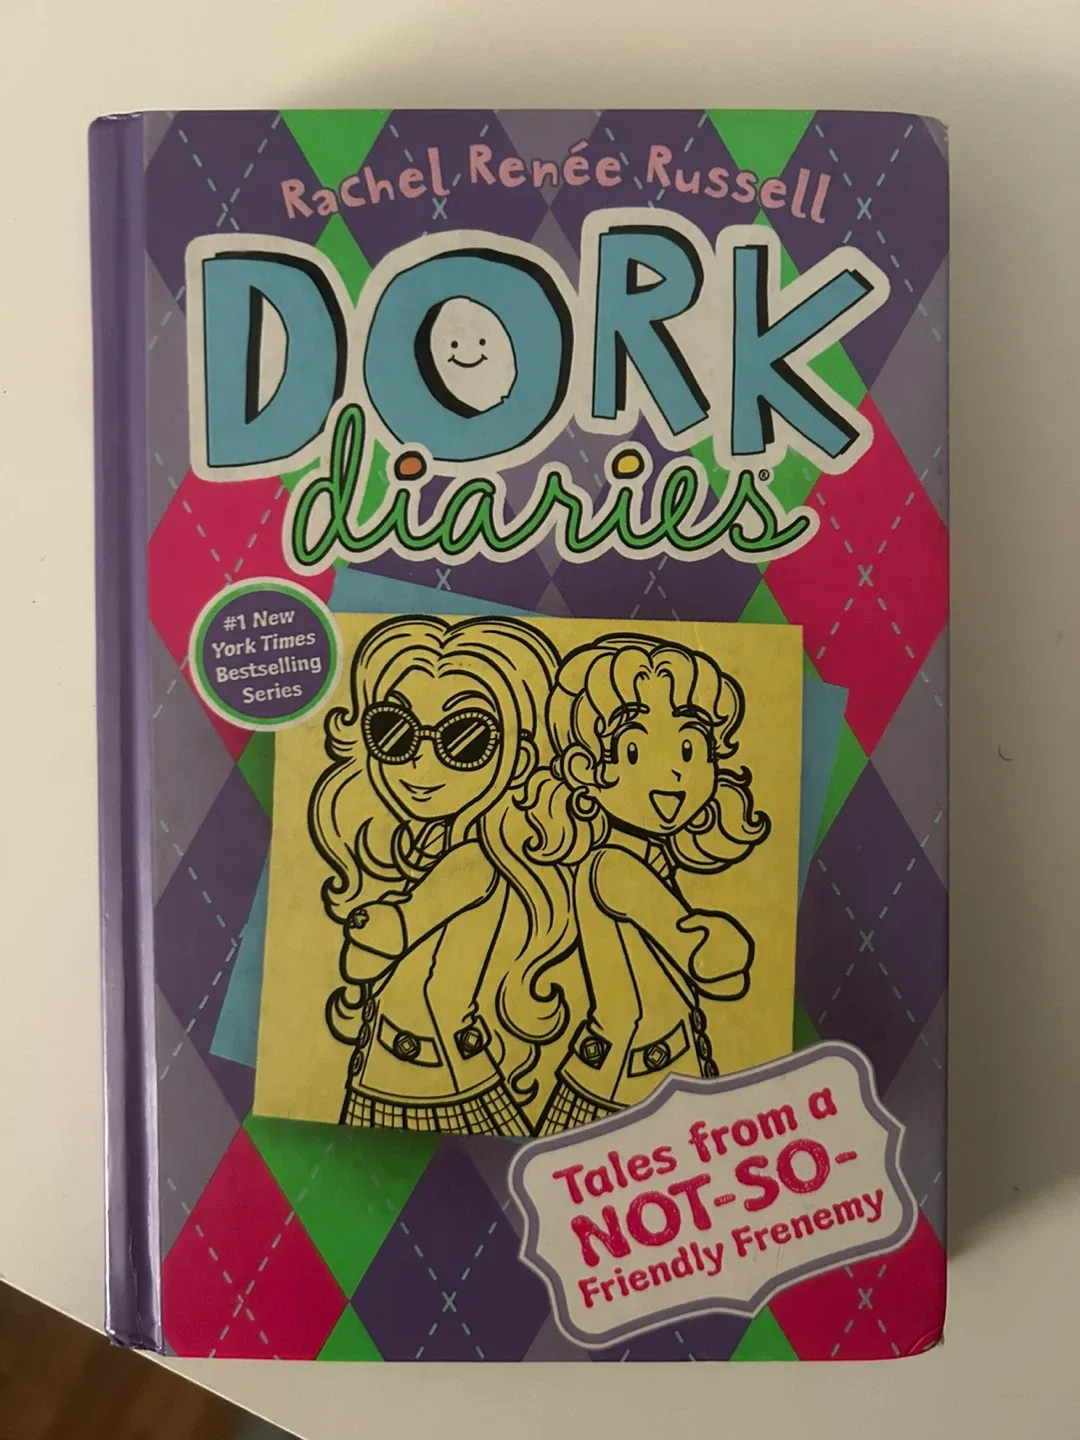 Rachel Renée Russell
DORK
diaries®
#1 New
York Times
Bestselling
Series
Tales from a
NOT-SO-
Friendly Frenemy